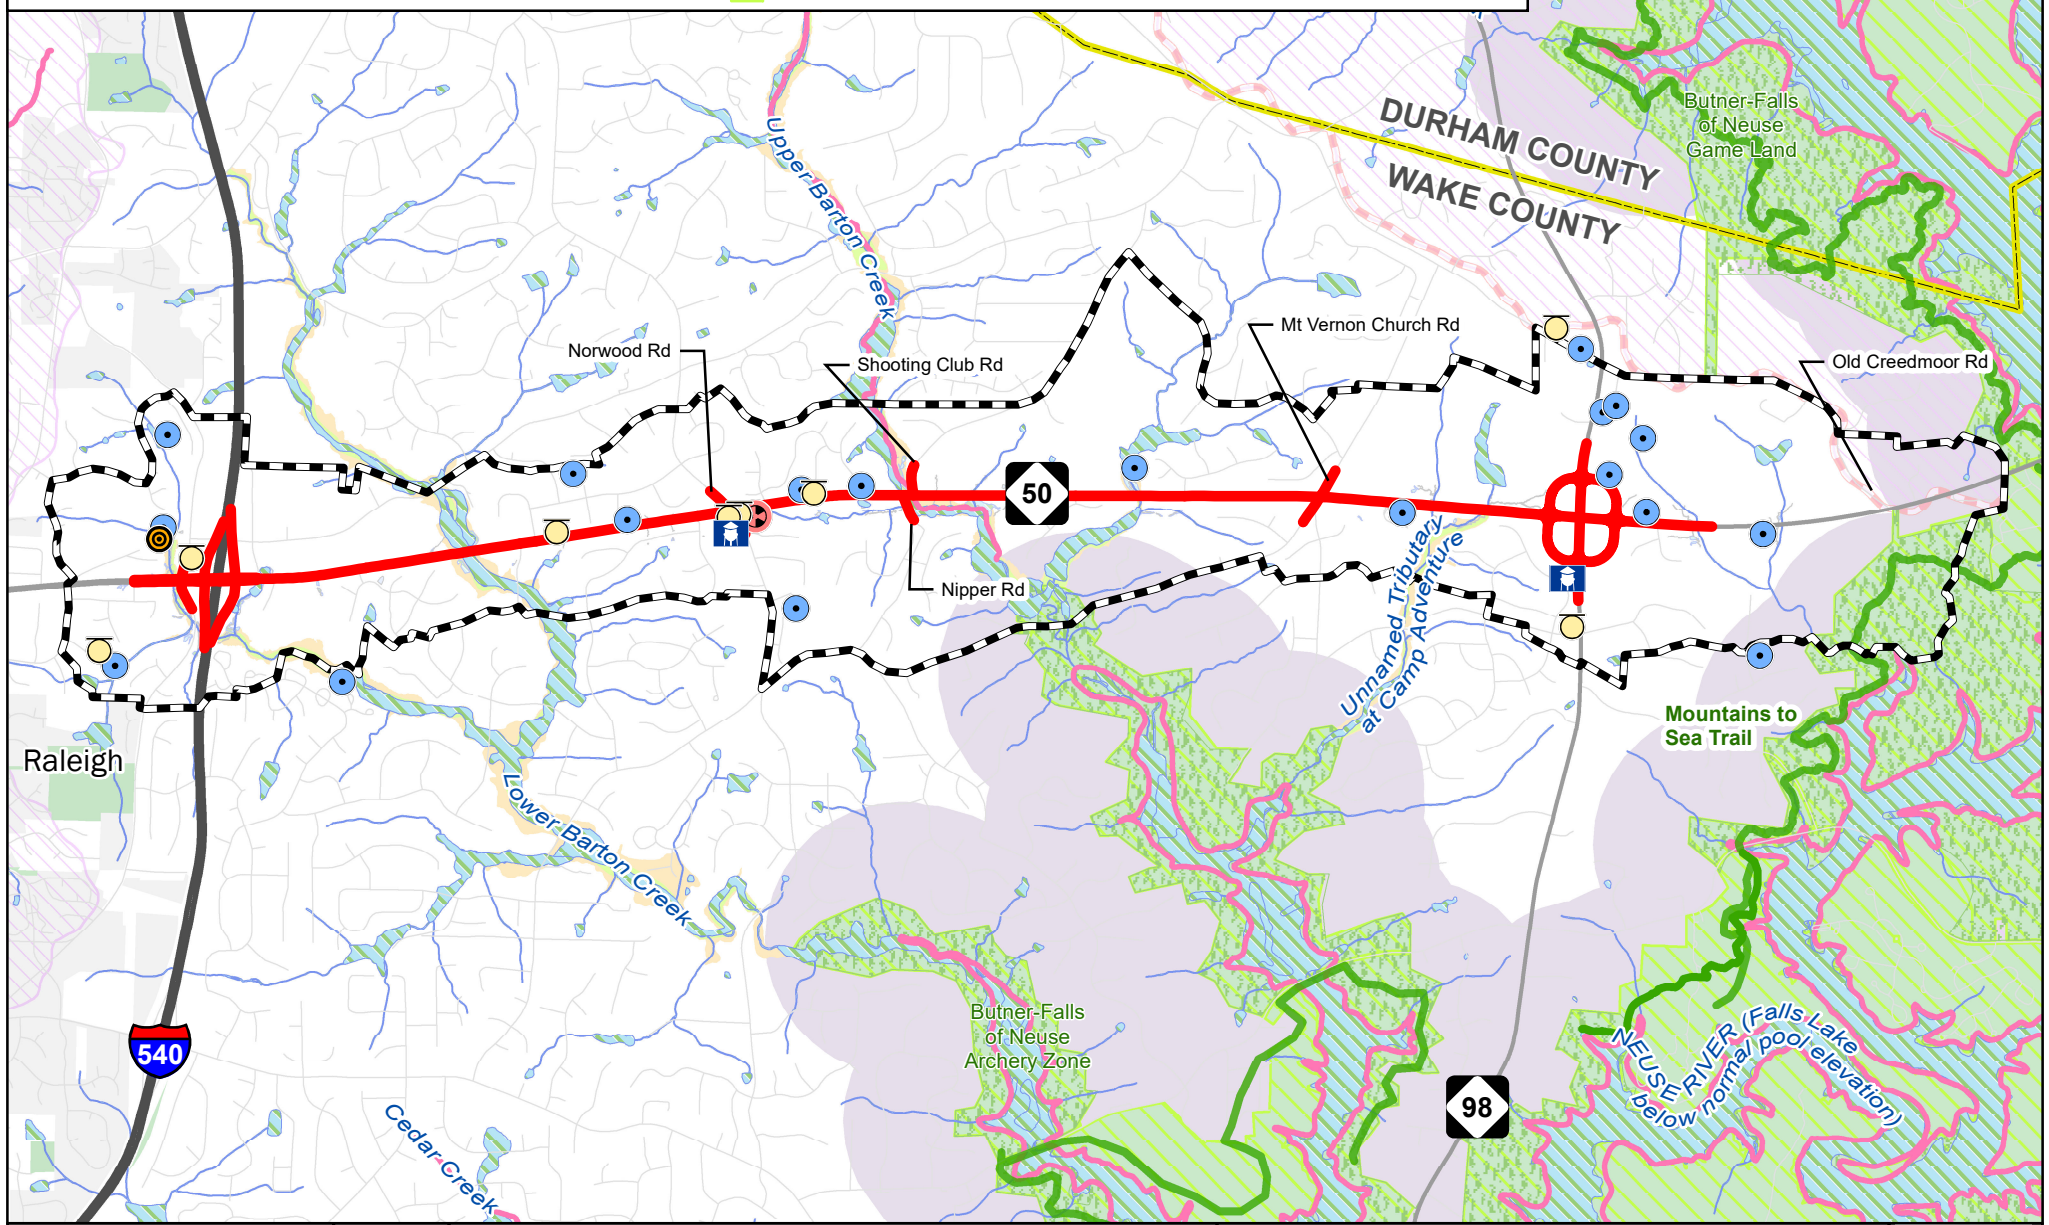 Butner-Falls
of Neuse
Game Land
DURHAM COUNTY
WAKE COUNTY
Upper Barton Creek
Norwood Rd
Shooting Club Rd
Mt Vernon Church Rd
Old Creedmoor Rd
50
Nipper Rd
Unnamed Tributary
at Camp Adventure
Mountains to
Sea Trail
Raleigh
Lower Barton Creek
Butner-Falls
of Neuse
Archery Zone
540
98
NEUSE RIVER (Falls Lake
below normal pool elevation)
Cedar Creek